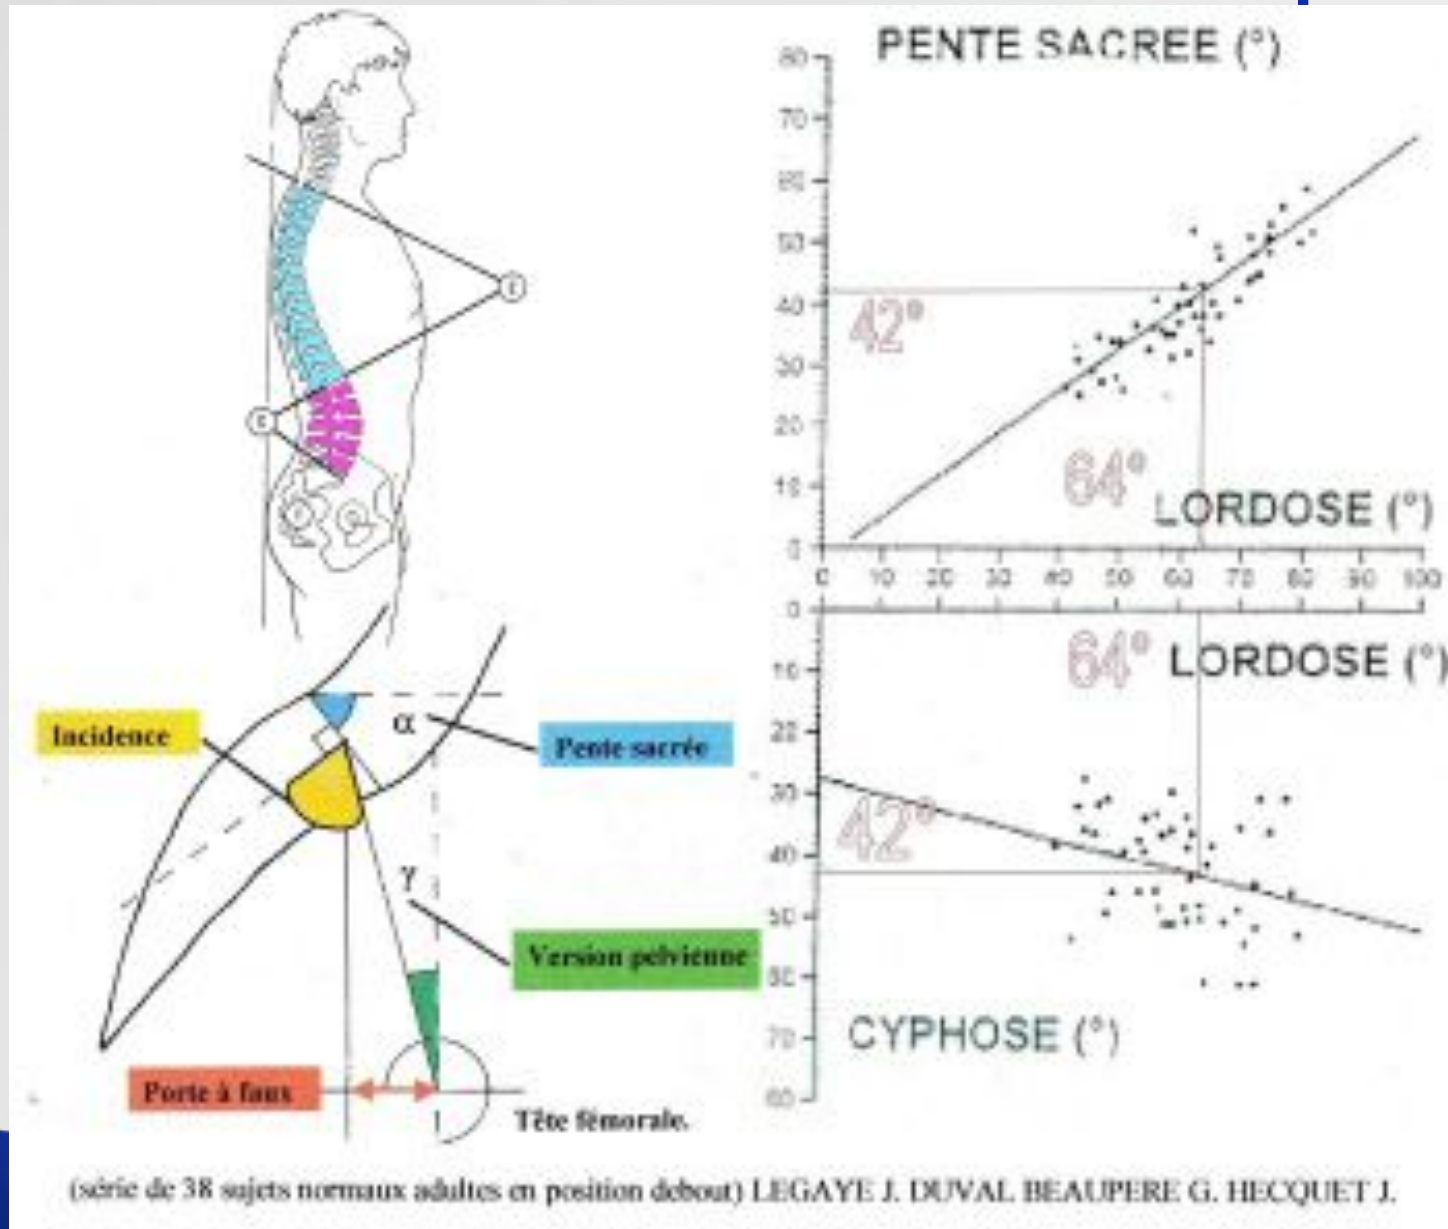 PENTE SACREE (°)
80
70
60
50
40
30
20
10
0
42°
64°
LORDOSE (°)
0 10 20 30 40 50 60 70 80 90 100
0
10
20
30
40
50
60
70
64°
LORDOSE (°)
42°
CYPHOSE (°)
Incidence
α
Pente sacrée
γ
Version pelvienne
Porte à faux
Tête fémorale.
(série de 38 sujets normaux adultes en position debout) LEGAYE J. DUVAL BEAUPERE G. HECQUET J.